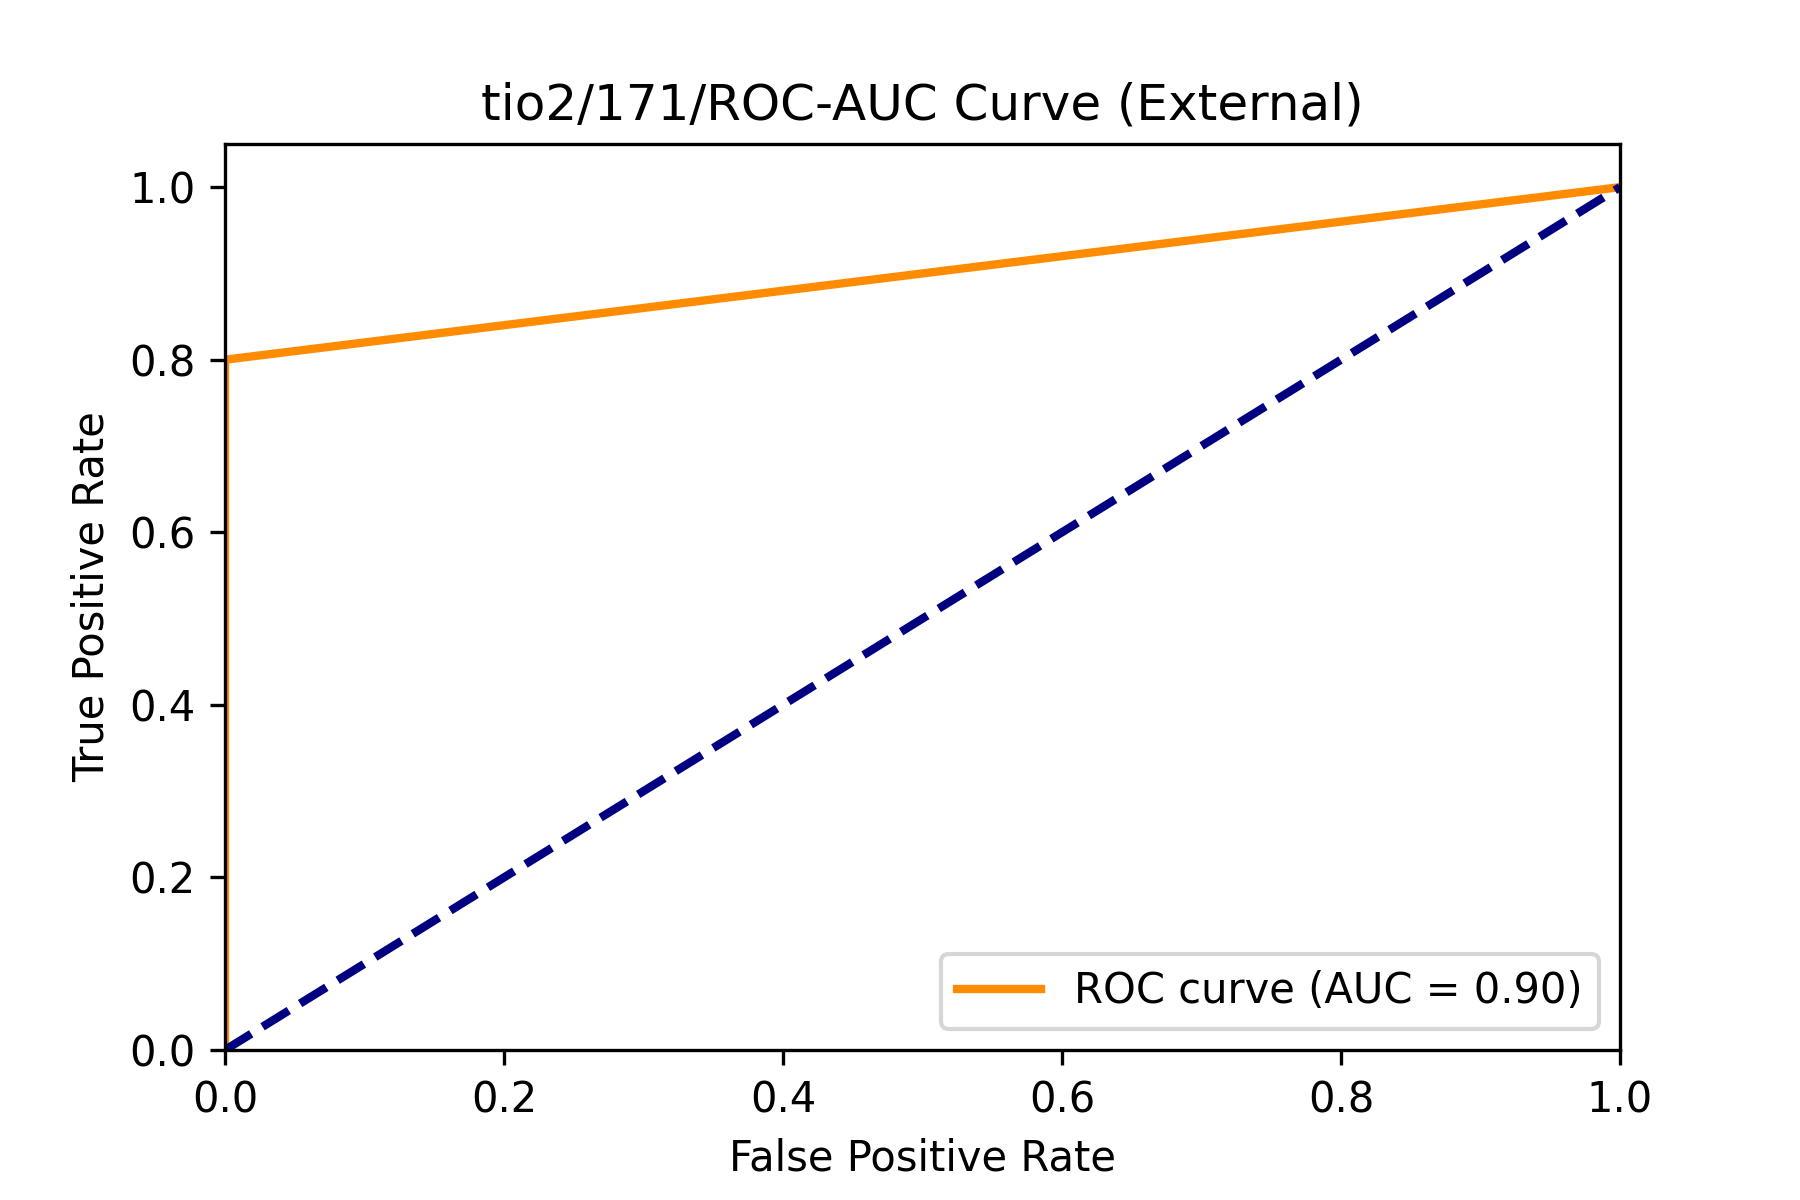 tio2/171/ROC-AUC Curve (External)
True Positive Rate
1.0
0.8
0.6
0.4
0.2
0.0
0.0 0.2 0.4 0.6 0.8 1.0
False Positive Rate
ROC curve (AUC = 0.90)